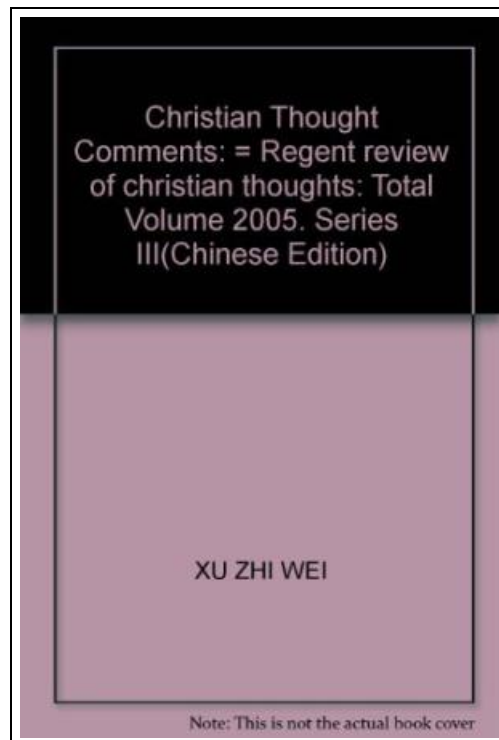 Christian Thought
Comments: = Regent review
of christian thoughts: Total
Volume 2005. Series
III(Chinese Edition)
XU ZHI WEI
Note: This is not the actual book cover